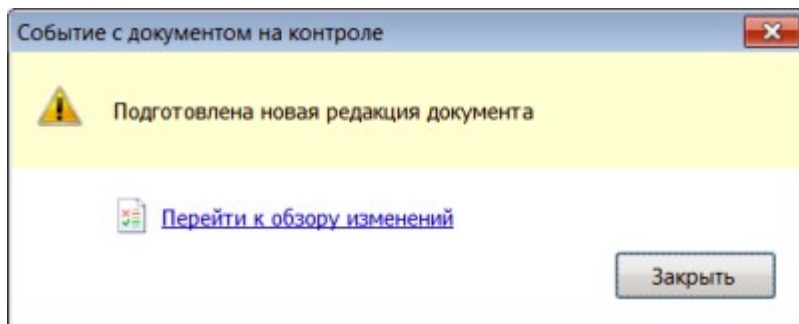 Событие с документом на контроле
Подготовлена новая редакция документа
Перейти к обзору изменений
Закрыть